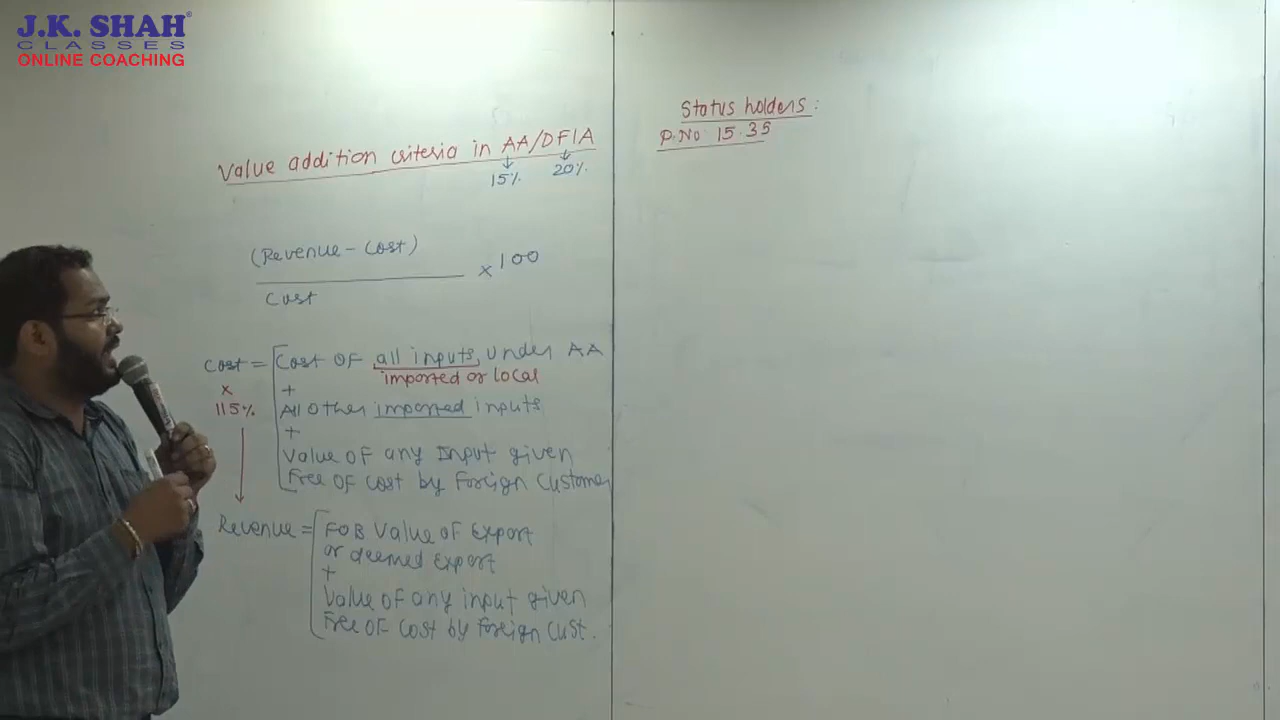 J.K. SHAH®
CLASSES
ONLINE COACHING
Value addition criteria in AA/DFIA
15% 20%
(Revenue - Cost)
× 100
Cost
Cost = Cost OF all inputs, under AA
imported or local
×
+
115%
All other imported inputs
+
Value OF any Input given
Free OF Cost by Foreign Customer
Revenue = FOB Value OF Export
or deemed Export
+
Value OF any input given
Free OF Cost by Foreign Cust.
Status holders :
P.No: 15.35